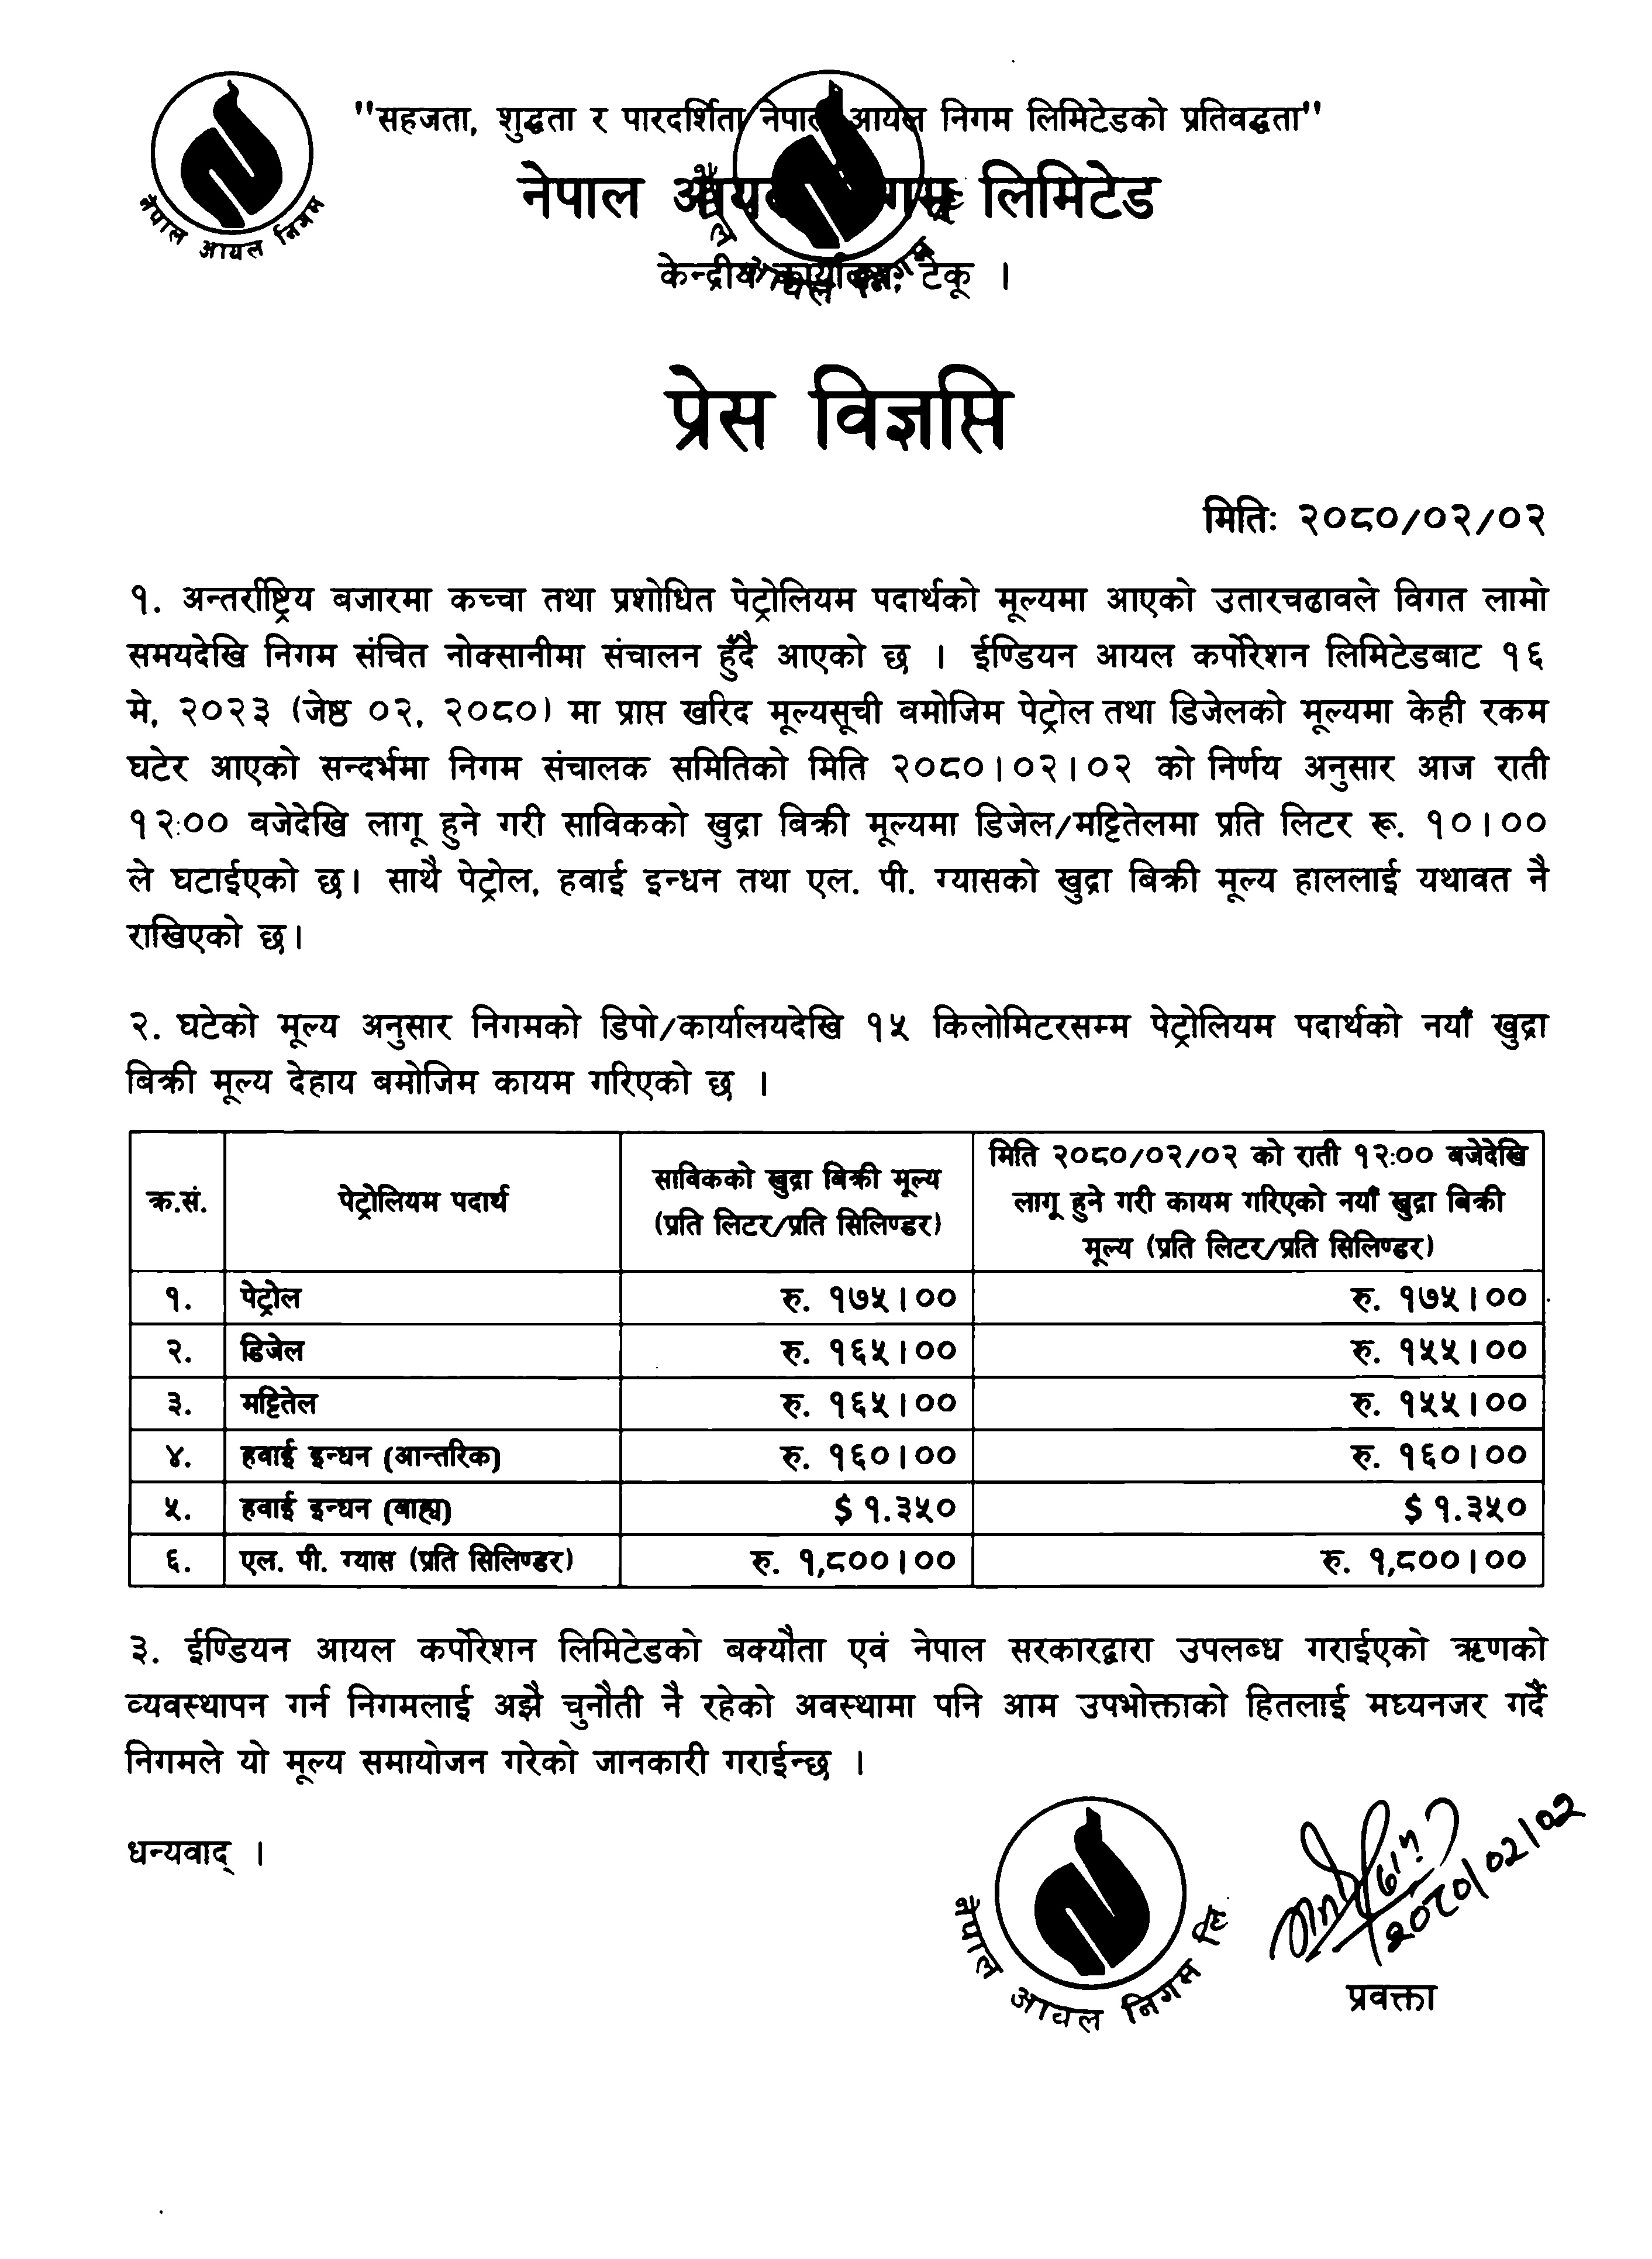 "सहजता, शुद्धता र पारदर्शिता नेपाल आयल निगम लिमिटेडको प्रतिवद्धता"
नेपाल आयल निगम लिमिटेड
केन्द्रीय कार्यालय, टेकू ।
नेपाल आयल निगम
नेपाल आयल निगम लि
प्रेस विज्ञप्ति
मितिः २०८०/०२/०२
१. अन्तर्राष्ट्रिय बजारमा कच्चा तथा प्रशोधित पेट्रोलियम पदार्थको मूल्यमा आएको उतारचढावले विगत लामो
समयदेखि निगम संचित नोक्सानीमा संचालन हुँदै आएको छ । ईण्डियन आयल कर्पोरेशन लिमिटेडबाट १६
मे, २०२३ (जेष्ठ ०२, २०८०) मा प्राप्त खरिद मूल्यसूची बमोजिम पेट्रोल तथा डिजेलको मूल्यमा केही रकम
घटेर आएको सन्दर्भमा निगम संचालक समितिको मिति २०८०।०२।०२ को निर्णय अनुसार आज राती
१२:०० बजेदेखि लागू हुने गरी साविकको खुद्रा बिक्री मूल्यमा डिजेल/मट्टितेलमा प्रति लिटर रू. १०।००
ले घटाईएको छ। साथै पेट्रोल, हवाई इन्धन तथा एल. पी. ग्यासको खुद्रा बिक्री मूल्य हाललाई यथावत नै
राखिएको छ।
२. घटेको मूल्य अनुसार निगमको डिपो/कार्यालयदेखि १५ किलोमिटरसम्म पेट्रोलियम पदार्थको नयाँ खुद्रा
बिक्री मूल्य देहाय बमोजिम कायम गरिएको छ ।
क्र.सं. पेट्रोलियम पदार्थ साविकको खुद्रा बिक्री मूल्य (प्रति लिटर/प्रति सिलिण्डर) मिति २०८०/०२/०२ को राती १२:०० बजेदेखि
लागू हुने गरी कायम गरिएको नयाँ खुद्रा बिक्री
मूल्य (प्रति लिटर/प्रति सिलिण्डर)
१. पेट्रोल रु. १७५।०० रु. १७५।००
२. डिजेल रु. १६५।०० रु. १५५।००
३. मट्टितेल रु. १६५।०० रु. १५५।००
४. हवाई इन्धन (आन्तरिक) रु. १६०।०० रु. १६०।००
५. हवाई इन्धन (बाह्य) $ १.३५० $ १.३५०
६. एल. पी. ग्यास (प्रति सिलिण्डर) रु. १,८००।०० रु. १,८००।००
३. ईण्डियन आयल कर्पोरेशन लिमिटेडको बक्यौता एवं नेपाल सरकारद्वारा उपलब्ध गराईएको ऋणको
व्यवस्थापन गर्न निगमलाई अझै चुनौती नै रहेको अवस्थामा पनि आम उपभोक्ताको हितलाई मध्यनजर गर्दै
निगमले यो मूल्य समायोजन गरेको जानकारी गराईन्छ ।
धन्यवाद् ।
नेपाल आयल निगम लि
२०८०/०२/०२
प्रवक्ता